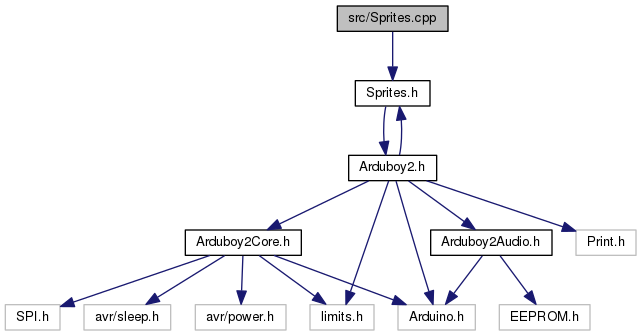 src/Sprites.cpp
Sprites.h
Arduboy2.h
Arduboy2Core.h
Arduboy2Audio.h
Print.h
SPI.h
avr/sleep.h
avr/power.h
limits.h
Arduino.h
EEPROM.h